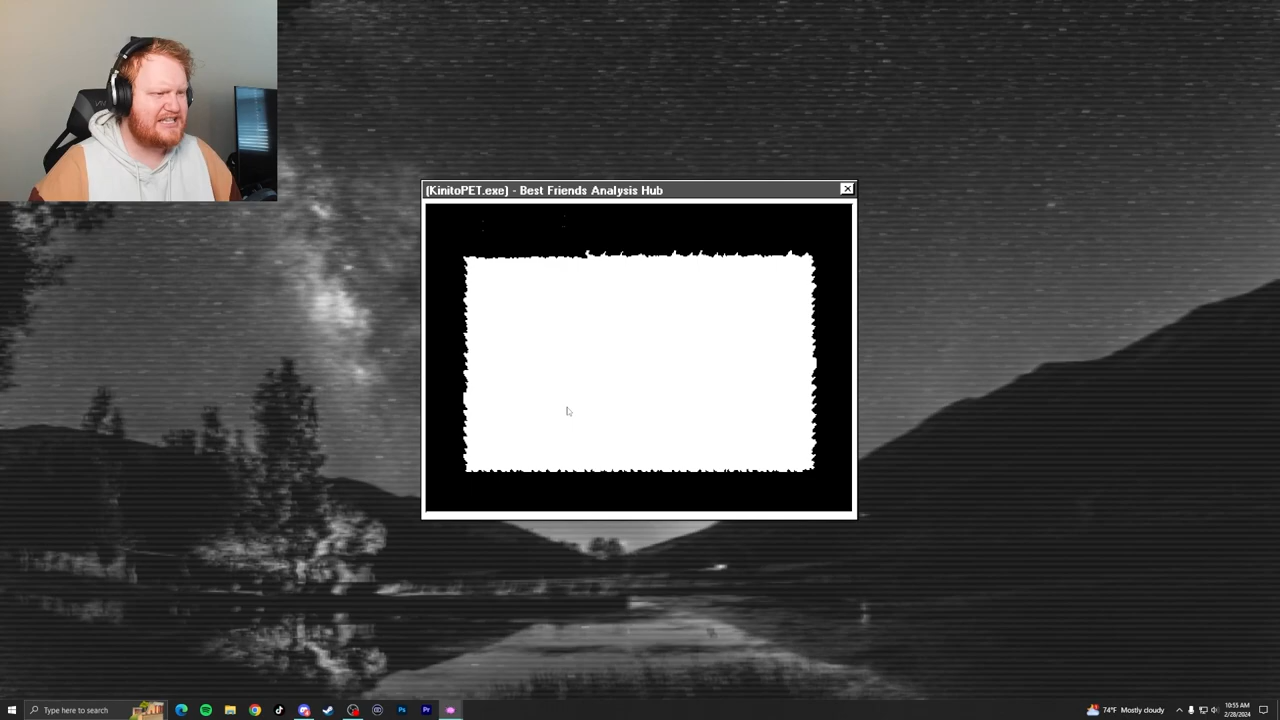 (KinitoPET.exe) - Best Friends Analysis Hub
Type here to search
74°F Mostly cloudy
10:55 AM
2/28/2024